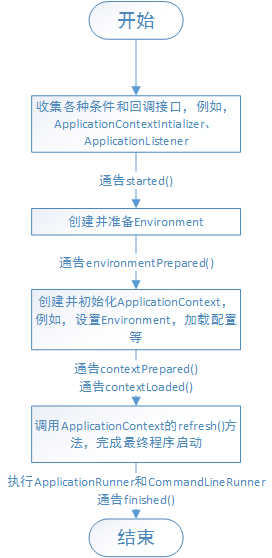 开始
收集各种条件和回调接口，例如，
ApplicationContextIntializer、
ApplicationListener
通告started()
创建并准备Environment
通告environmentPrepared()
创建并初始化ApplicationContext，
例如，设置Environment，加载配置
等
通告contextPrepared()
通告contextLoaded()
调用ApplicationContext的refresh()方
法，完成最终程序启动
执行ApplicationRunner和CommandLineRunner
通告finished()
结束